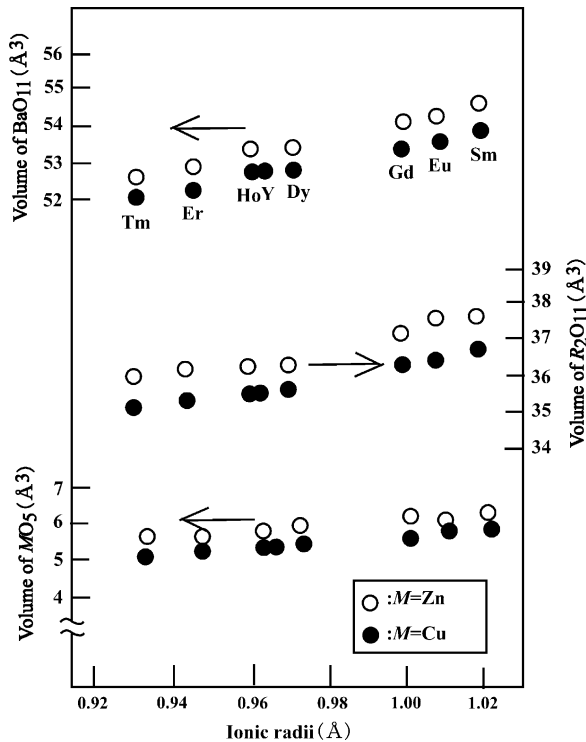 Volume of BaO11 (Å3)
56
55
54
53
52
Tm
Er
HoY
Dy
Gd
Eu
Sm
39
38
37
36
35
34
Volume of R2O11 (Å3)
Volume of MO5 (Å3)
7
6
5
4
:M=Zn
:M=Cu
0.92 0.94 0.96 0.98 1.00 1.02
Ionic radii (Å)